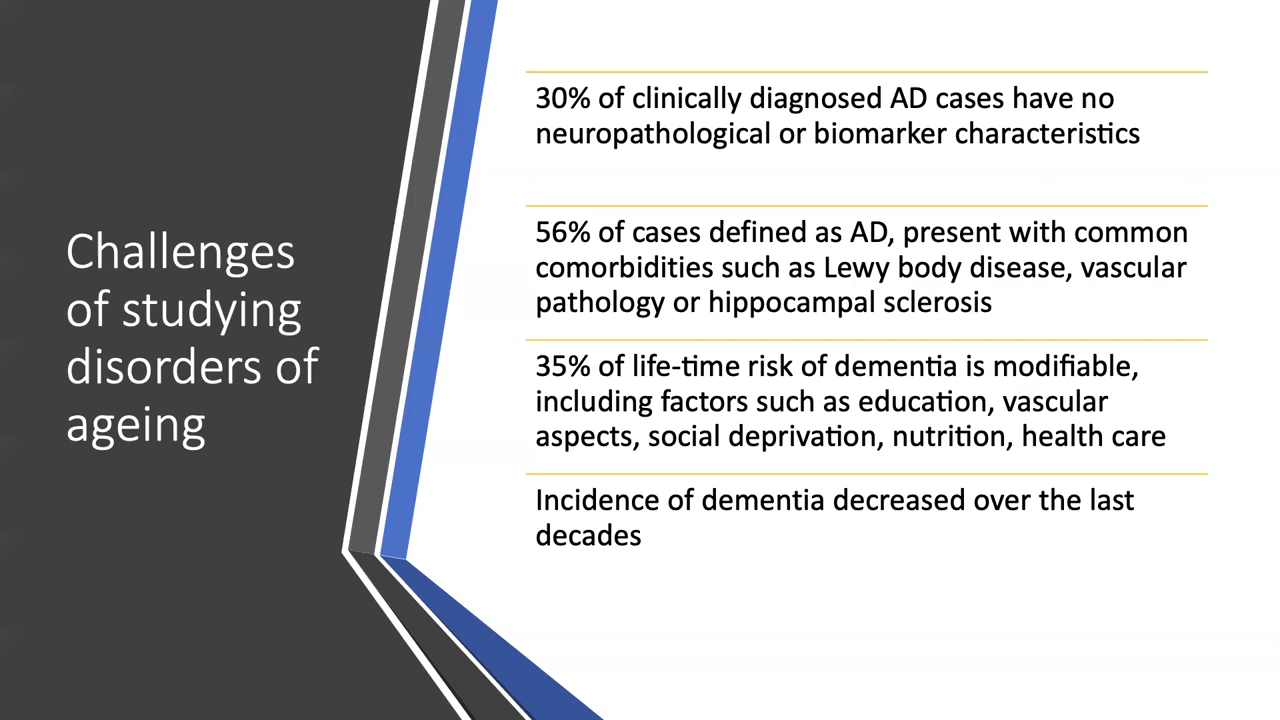 Challenges
of studying
disorders of
ageing
30% of clinically diagnosed AD cases have no
neuropathological or biomarker characteristics
56% of cases defined as AD, present with common
comorbidities such as Lewy body disease, vascular
pathology or hippocampal sclerosis
35% of life-time risk of dementia is modifiable,
including factors such as education, vascular
aspects, social deprivation, nutrition, health care
Incidence of dementia decreased over the last
decades